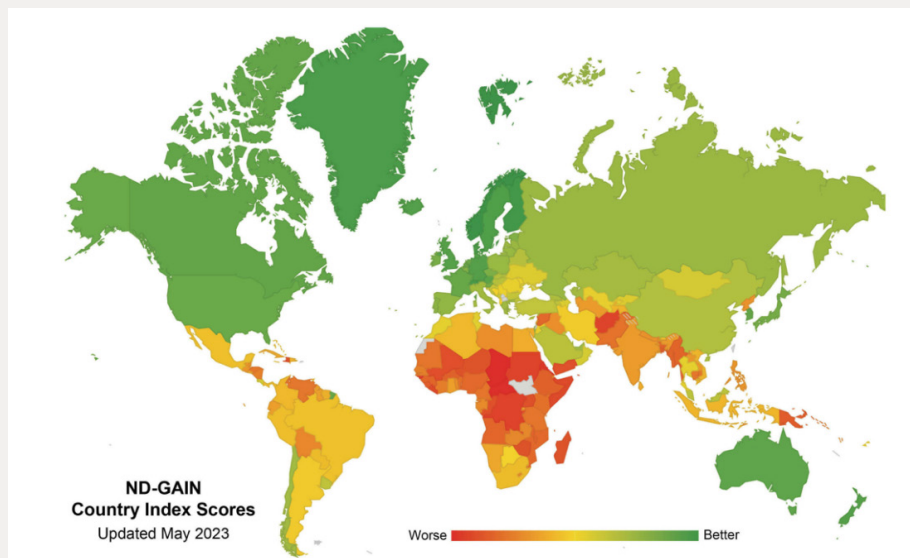 ND-GAIN
Country Index Scores
Updated May 2023
Worse
Better